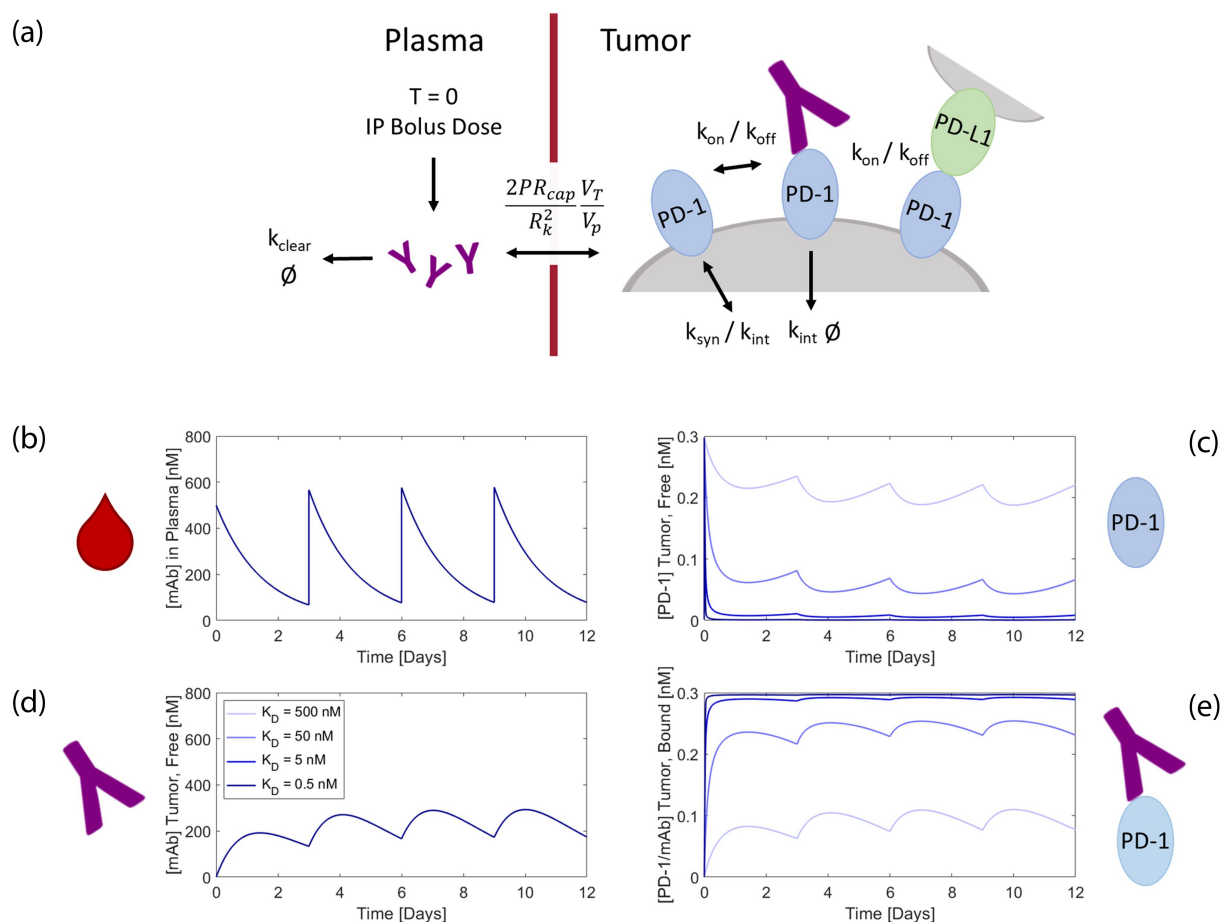 (a)
Plasma
Tumor
T = 0
IP Bolus Dose
k_clear
Ø
2PR_cap V_T
R_k^2 V_p
k_on / k_off
PD-1
PD-1
k_on / k_off
PD-L1
PD-1
k_syn / k_int
k_int Ø
(b)
[mAb] in Plasma [nM]
800
600
400
200
0
0 2 4 6 8 10 12
Time [Days]
(c)
[PD-1] Tumor, Free [nM]
0.3
0.2
0.1
0
0 2 4 6 8 10 12
Time [Days]
PD-1
(d)
[mAb] Tumor, Free [nM]
800
600
400
200
0
K_D = 500 nM
K_D = 50 nM
K_D = 5 nM
K_D = 0.5 nM
0 2 4 6 8 10 12
Time [Days]
(e)
[PD-1/mAb] Tumor, Bound [nM]
0.3
0.2
0.1
0
0 2 4 6 8 10 12
Time [Days]
PD-1